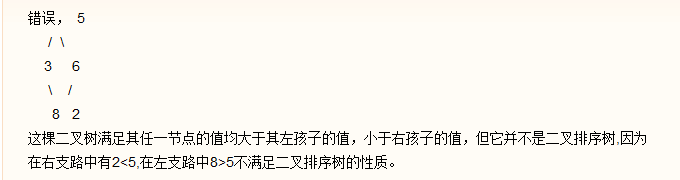 错误， 5
/ \
3 6
\ /
8 2
这棵二叉树满足其任一节点的值均大于其左孩子的值，小于右孩子的值，但它并不是二叉排序树,因为
在右支路中有2<5,在左支路中8>5不满足二叉排序树的性质。